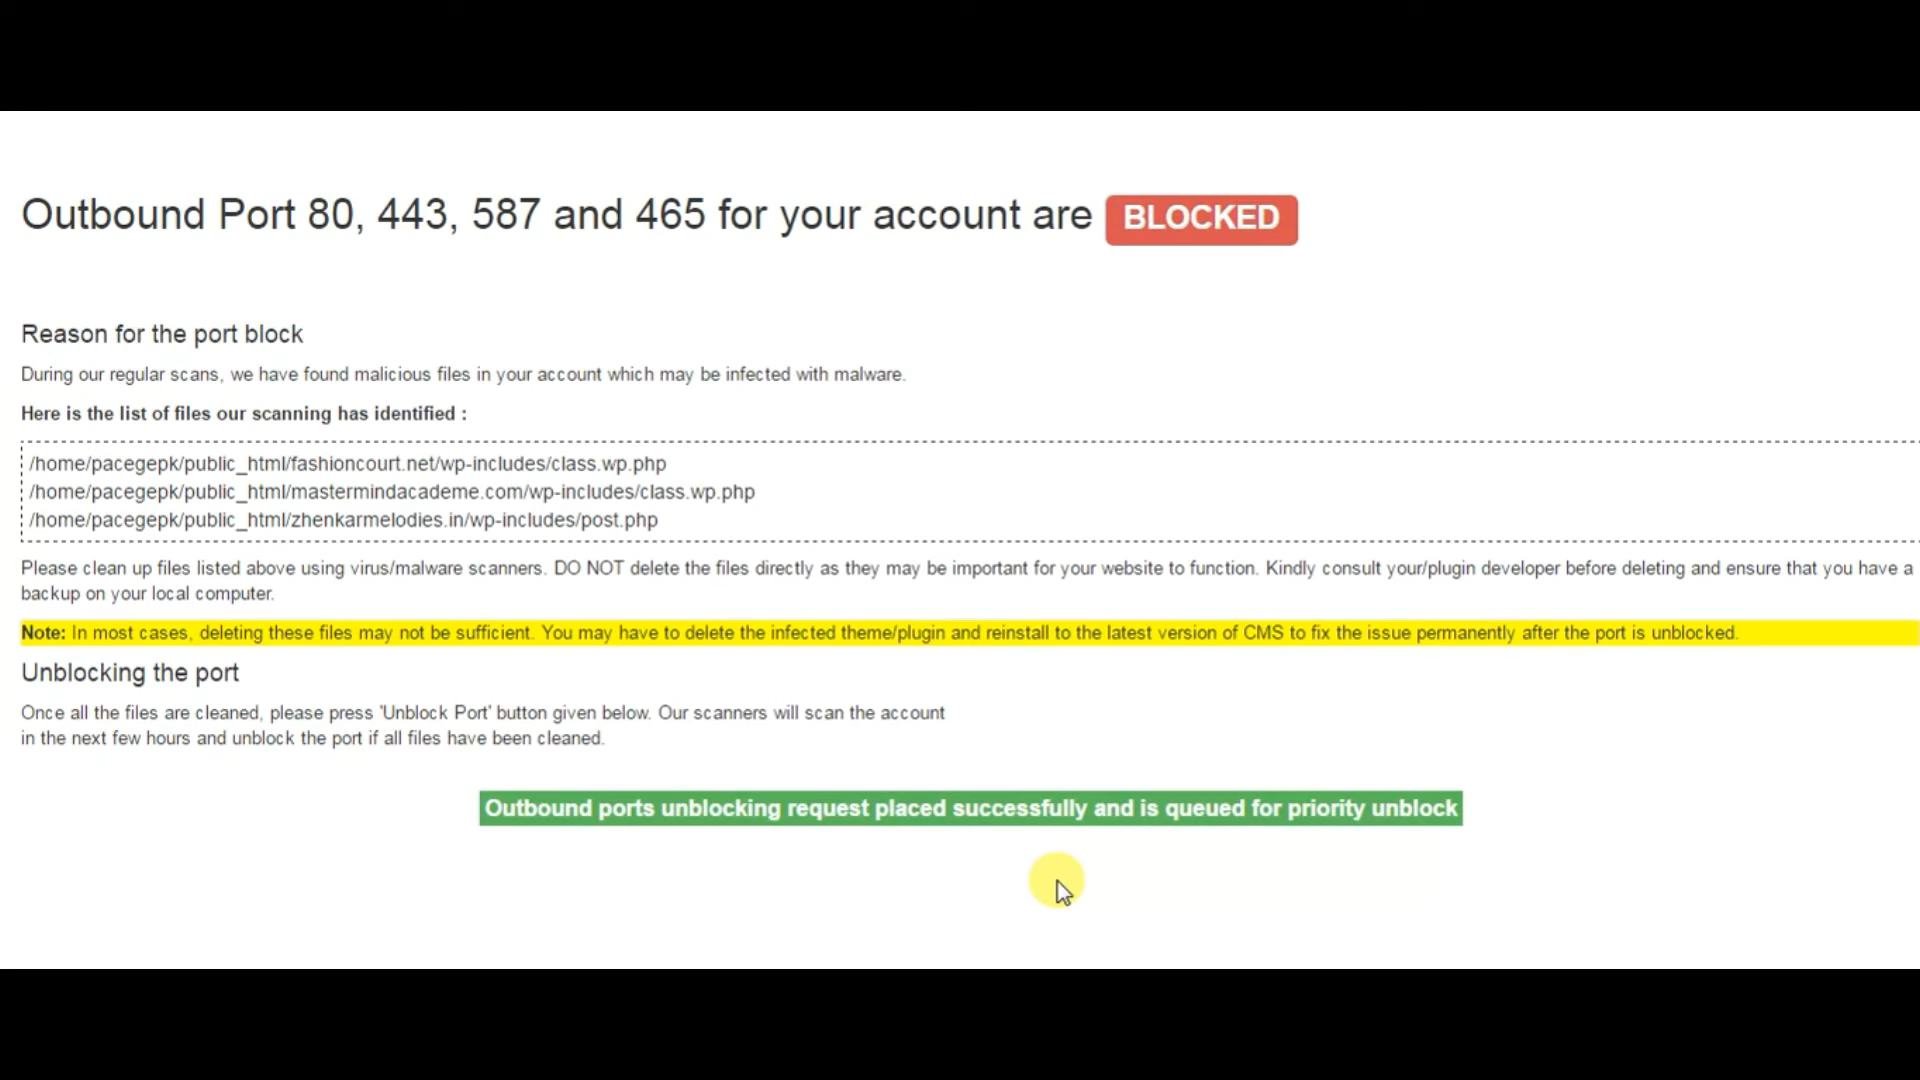 Outbound Port 80, 443, 587 and 465 for your account are BLOCKED
Reason for the port block
During our regular scans, we have found malicious files in your account which may be infected with malware.
Here is the list of files our scanning has identified :
/home/pacegepk/public_html/fashioncourt.net/wp-includes/class.wp.php
/home/pacegepk/public_html/mastermindacademe.com/wp-includes/class.wp.php
/home/pacegepk/public_html/zhenkarmelodies.in/wp-includes/post.php
Please clean up files listed above using virus/malware scanners. DO NOT delete the files directly as they may be important for your website to function. Kindly consult your/plugin developer before deleting and ensure that you have a
backup on your local computer.
Note: In most cases, deleting these files may not be sufficient. You may have to delete the infected theme/plugin and reinstall to the latest version of CMS to fix the issue permanently after the port is unblocked.
Unblocking the port
Once all the files are cleaned, please press 'Unblock Port' button given below. Our scanners will scan the account
in the next few hours and unblock the port if all files have been cleaned.
Outbound ports unblocking request placed successfully and is queued for priority unblock